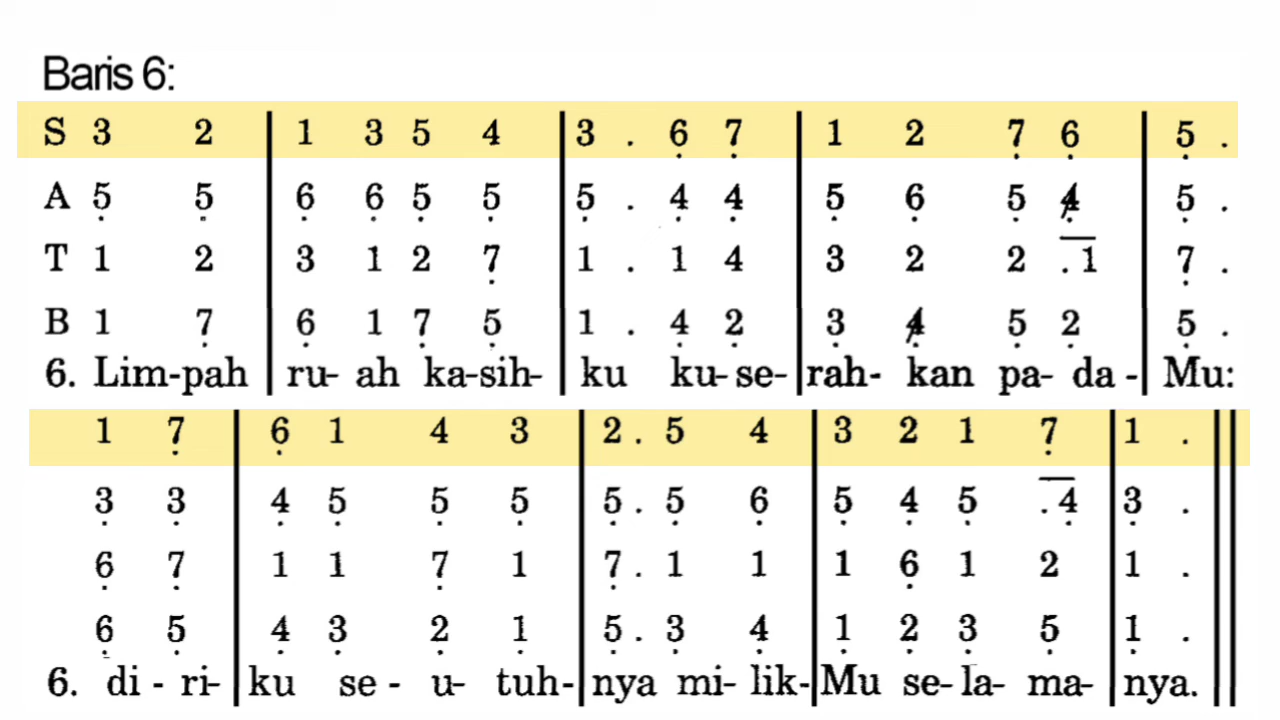 Baris 6:
S 3 2 | 1 3 5 4 | 3 . 6̣ 7̣ | 1 2 7̣ 6̣ | 5̣ .
A 5̣ 5̣ | 6̣ 6̣ 5̣ 5̣ | 5̣ . 4̣ 4̣ | 5̣ 6̣ 5̣ 4̸̣ | 5̣ .
T 1 2 | 3 1 2 7̣ | 1 . 1 4 | 3 2 2 .̅ 1̅ | 7̣ .
B 1 7̣ | 6̣ 1 7̣ 5̣ | 1 . 4̣ 2̣ | 3̣ 4̸̣ 5̣ 2̣ | 5̣ .
6. Lim-pah | ru- ah ka-sih- | ku ku-se- | rah- kan pa- da - | Mu:
1 7̣ | 6̣ 1 4 3 | 2 . 5 4 | 3 2 1 7̣ | 1 . ||
3̣ 3̣ | 4̣ 5̣ 5̣ 5̣ | 5̣ . 5̣ 6̣ | 5̣ 4̣ 5̣ .̅ 4̣̅ | 3̣ . ||
6̣ 7̣ | 1 1 7̣ 1 | 7̣ . 1 1 | 1 6̣ 1 2 | 1 . ||
6̣ 5̣ | 4̣ 3̣ 2̣ 1̣ | 5̣ . 3̣ 4̣ | 1̣ 2̣ 3̣ 5̣ | 1̣ . ||
6. di - ri- | ku se - u- tuh- | nya mi- lik- | Mu se- la- ma- | nya.